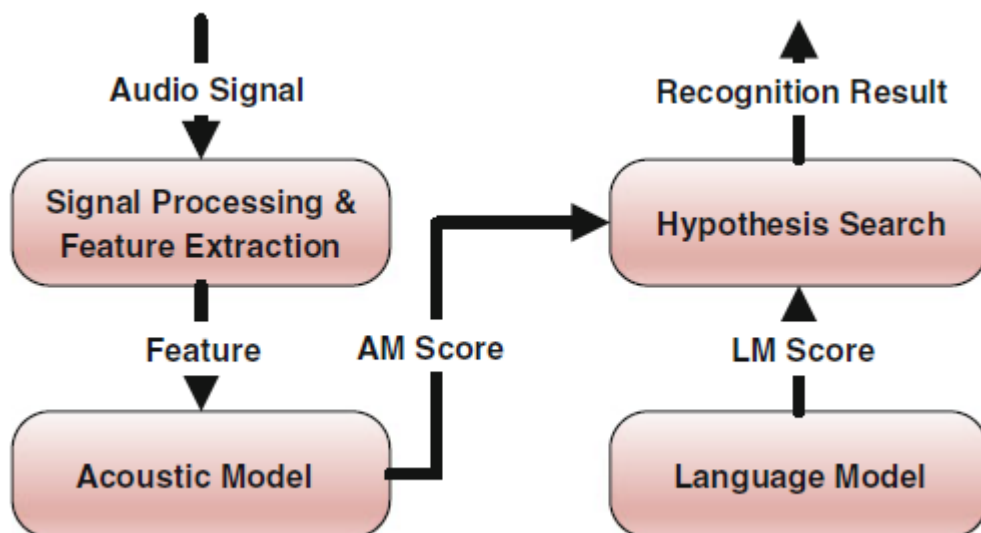 Audio Signal
Signal Processing &
Feature Extraction
Feature
Acoustic Model
AM Score
Recognition Result
Hypothesis Search
LM Score
Language Model